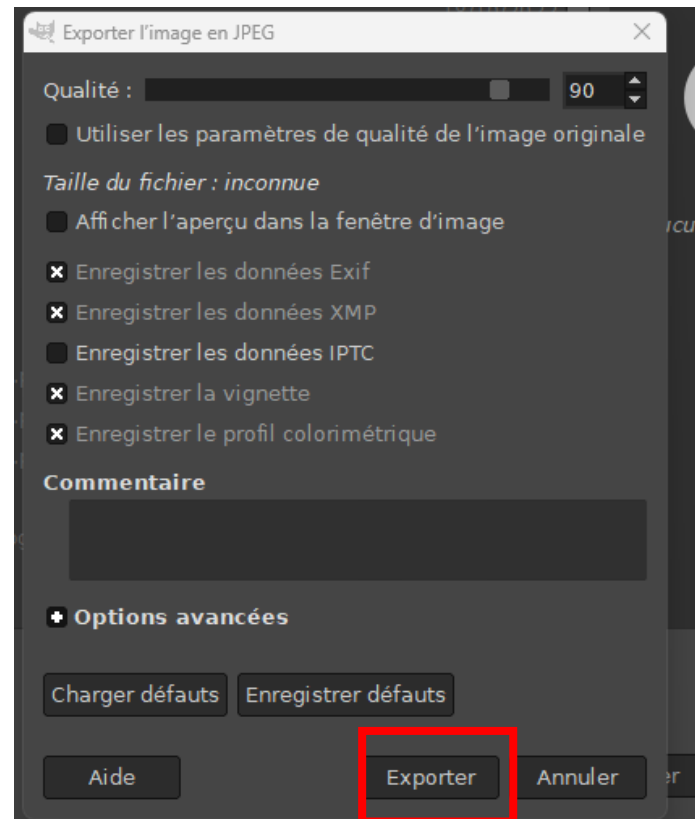 Exporter l'image en JPEG
Qualité : 90
Utiliser les paramètres de qualité de l'image originale
Taille du fichier : inconnue
Afficher l'aperçu dans la fenêtre d'image
Enregistrer les données Exif
Enregistrer les données XMP
Enregistrer les données IPTC
Enregistrer la vignette
Enregistrer le profil colorimétrique
Commentaire
Options avancées
Charger défauts Enregistrer défauts
Aide Exporter Annuler